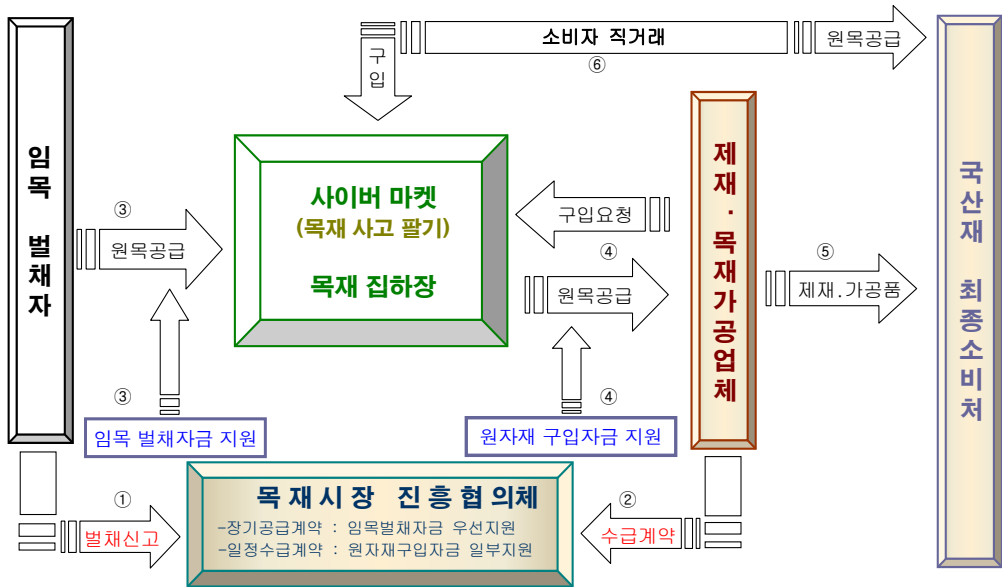 임목 벌채자
구입
소비자 직거래
⑥
원목공급
사이버 마켓
(목재 사고 팔기)
목재 집하장
③
원목공급
구입요청
④
원목공급
제재·목재가공업체
⑤
제재.가공품
국산재 최종소비처
③
임목 벌채자금 지원
④
원자재 구입자금 지원
①
벌채신고
목재시장 진흥협의체
-장기공급계약 : 임목벌채자금 우선지원
-일정수급계약 : 원자재구입자금 일부지원
②
수급계약